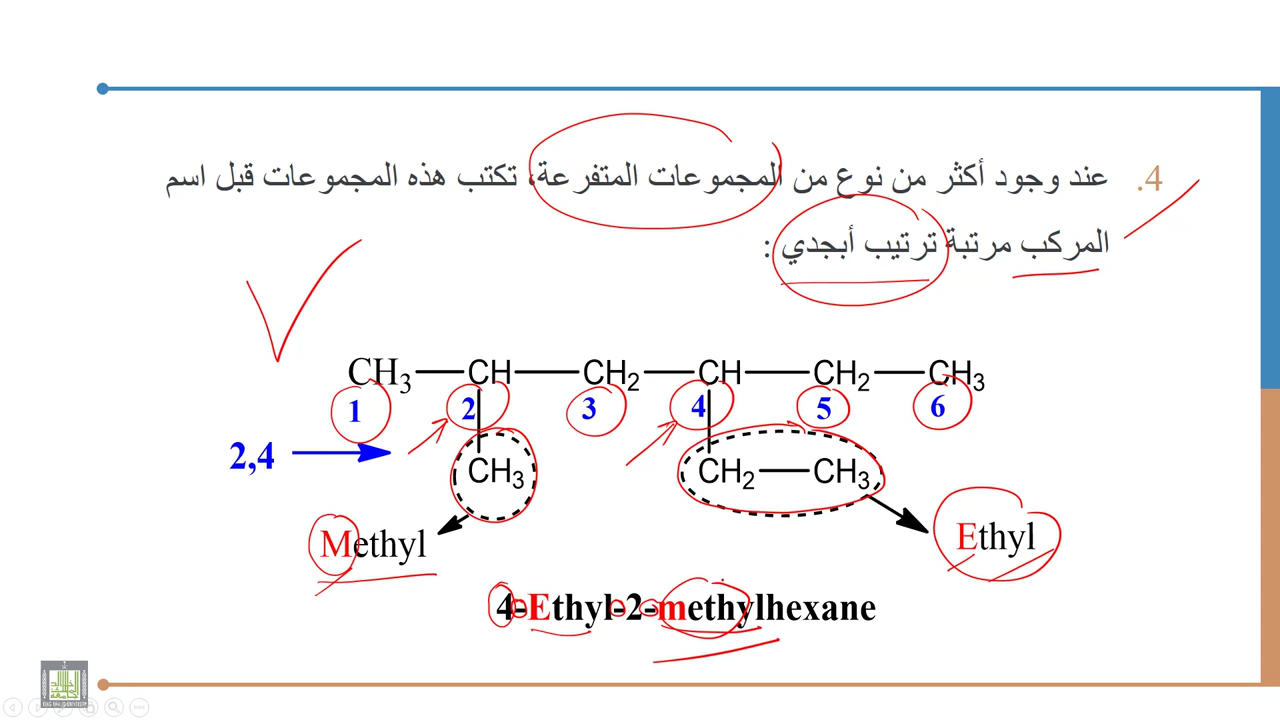 4. عند وجود أكثر من نوع من المجموعات المتفرعة، تكتب هذه المجموعات قبل اسم
المركب مرتبة ترتيب أبجدي :
CH3 CH CH2 CH CH2 CH3
1 2 3 4 5 6
2,4
CH3 CH2 CH3
Methyl Ethyl
4-Ethyl-2-methylhexane